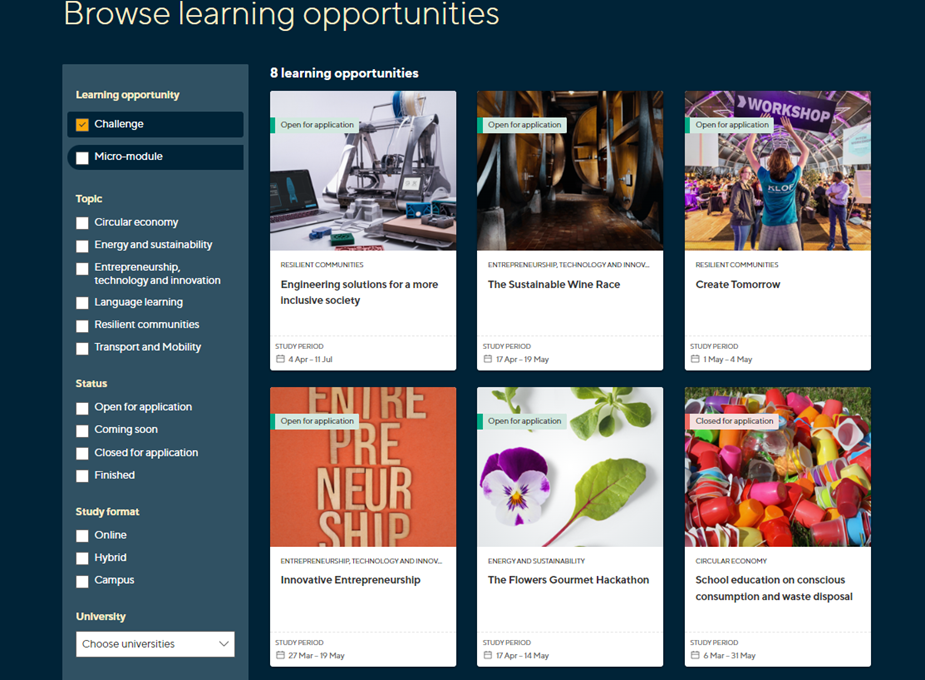 Browse learning opportunities
Learning opportunity
Challenge
Micro-module
Topic
Circular economy
Energy and sustainability
Entrepreneurship,
technology and innovation
Language learning
Resilient communities
Transport and Mobility
Status
Open for application
Coming soon
Closed for application
Finished
Study format
Online
Hybrid
Campus
University
Choose universities
8 learning opportunities
Open for application
RESILIENT COMMUNITIES
Engineering solutions for a more
inclusive society
STUDY PERIOD
4 Apr - 11 Jul
Open for application
ENTREPRENEURSHIP, TECHNOLOGY AND INNOV...
The Sustainable Wine Race
STUDY PERIOD
17 Apr - 19 May
WORKSHOP
Open for application
KLOF
RESILIENT COMMUNITIES
Create Tomorrow
STUDY PERIOD
1 May - 4 May
ENTRE
PRE
NEUR
SHIP
Open for application
ENTREPRENEURSHIP, TECHNOLOGY AND INNOV...
Innovative Entrepreneurship
STUDY PERIOD
27 Mar - 19 May
Open for application
ENERGY AND SUSTAINABILITY
The Flowers Gourmet Hackathon
STUDY PERIOD
17 Apr - 14 May
Closed for application
CIRCULAR ECONOMY
School education on conscious
consumption and waste disposal
STUDY PERIOD
6 Mar - 31 May